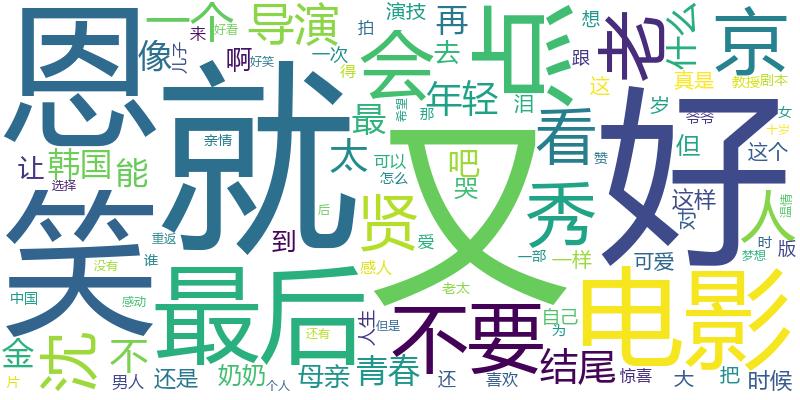 恩
就
又
好
笑
最后
电影
不要
一个
导演
会
点
老
什么
京
像
来
好着
儿子
啊
好笑
拍
演技
再
想
一次
去
得
年轻
泪
跟
这
真是
教授
剧本
最
希望
那
岁
爷爷
女
十岁
看
但
这个
让
韩国
能
选择
亲情
太
可以
怎么
吧
哭
赞
秀
这样
对
人
温情
贤
到
后
爱
重返
谁
没有
感人
一部
一样
可爱
时
版
梦想
中国
感动
老太
沈
金
不
片
男人
还是
奶奶
个人
还有
人生
但是
母亲
青春
还
喜欢
结尾
自己
为
惊喜
大
把
时候